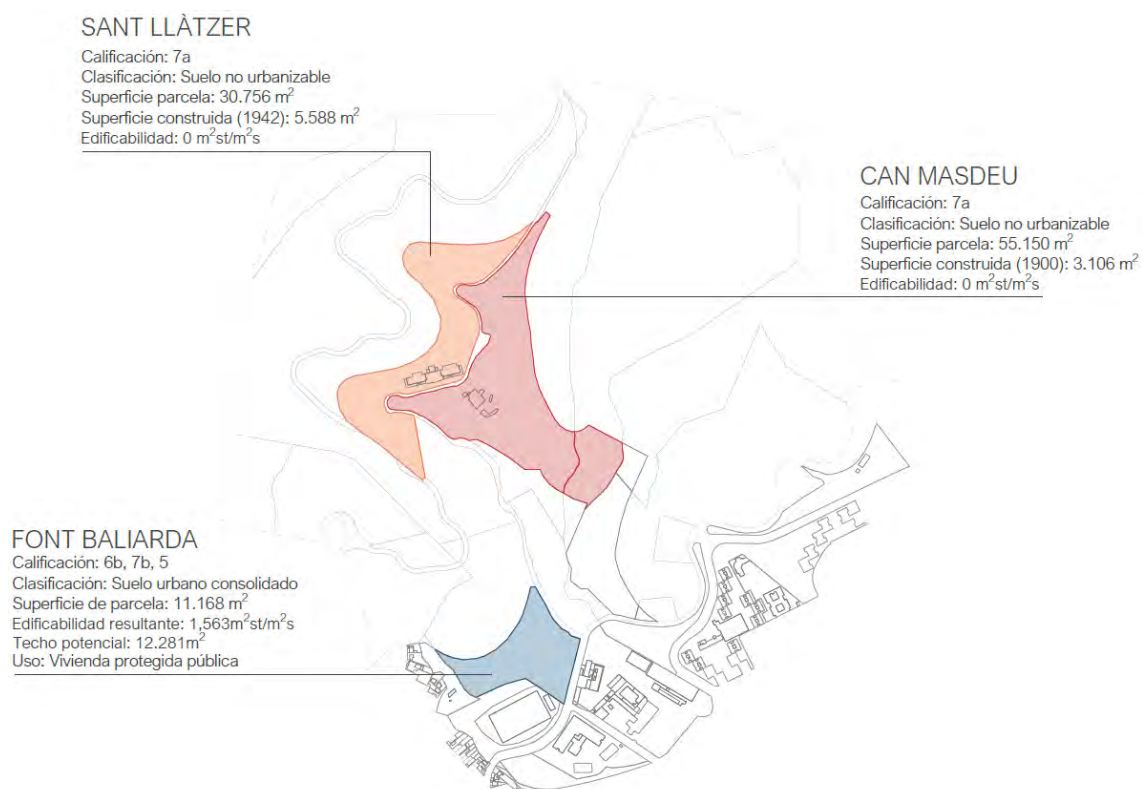 SANT LLÀTZER
Calificación: 7a
Clasificación: Suelo no urbanizable
Superficie parcela: 30.756 m²
Superficie construida (1942): 5.588 m²
Edificabilidad: 0 m²st/m²s
CAN MASDEU
Calificación: 7a
Clasificación: Suelo no urbanizable
Superficie parcela: 55.150 m²
Superficie construida (1900): 3.106 m²
Edificabilidad: 0 m²st/m²s
FONT BALIARDA
Calificación: 6b, 7b, 5
Clasificación: Suelo urbano consolidado
Superficie de parcela: 11.168 m²
Edificabilidad resultante: 1,563m²st/m²s
Techo potencial: 12.281m²
Uso: Vivienda protegida pública